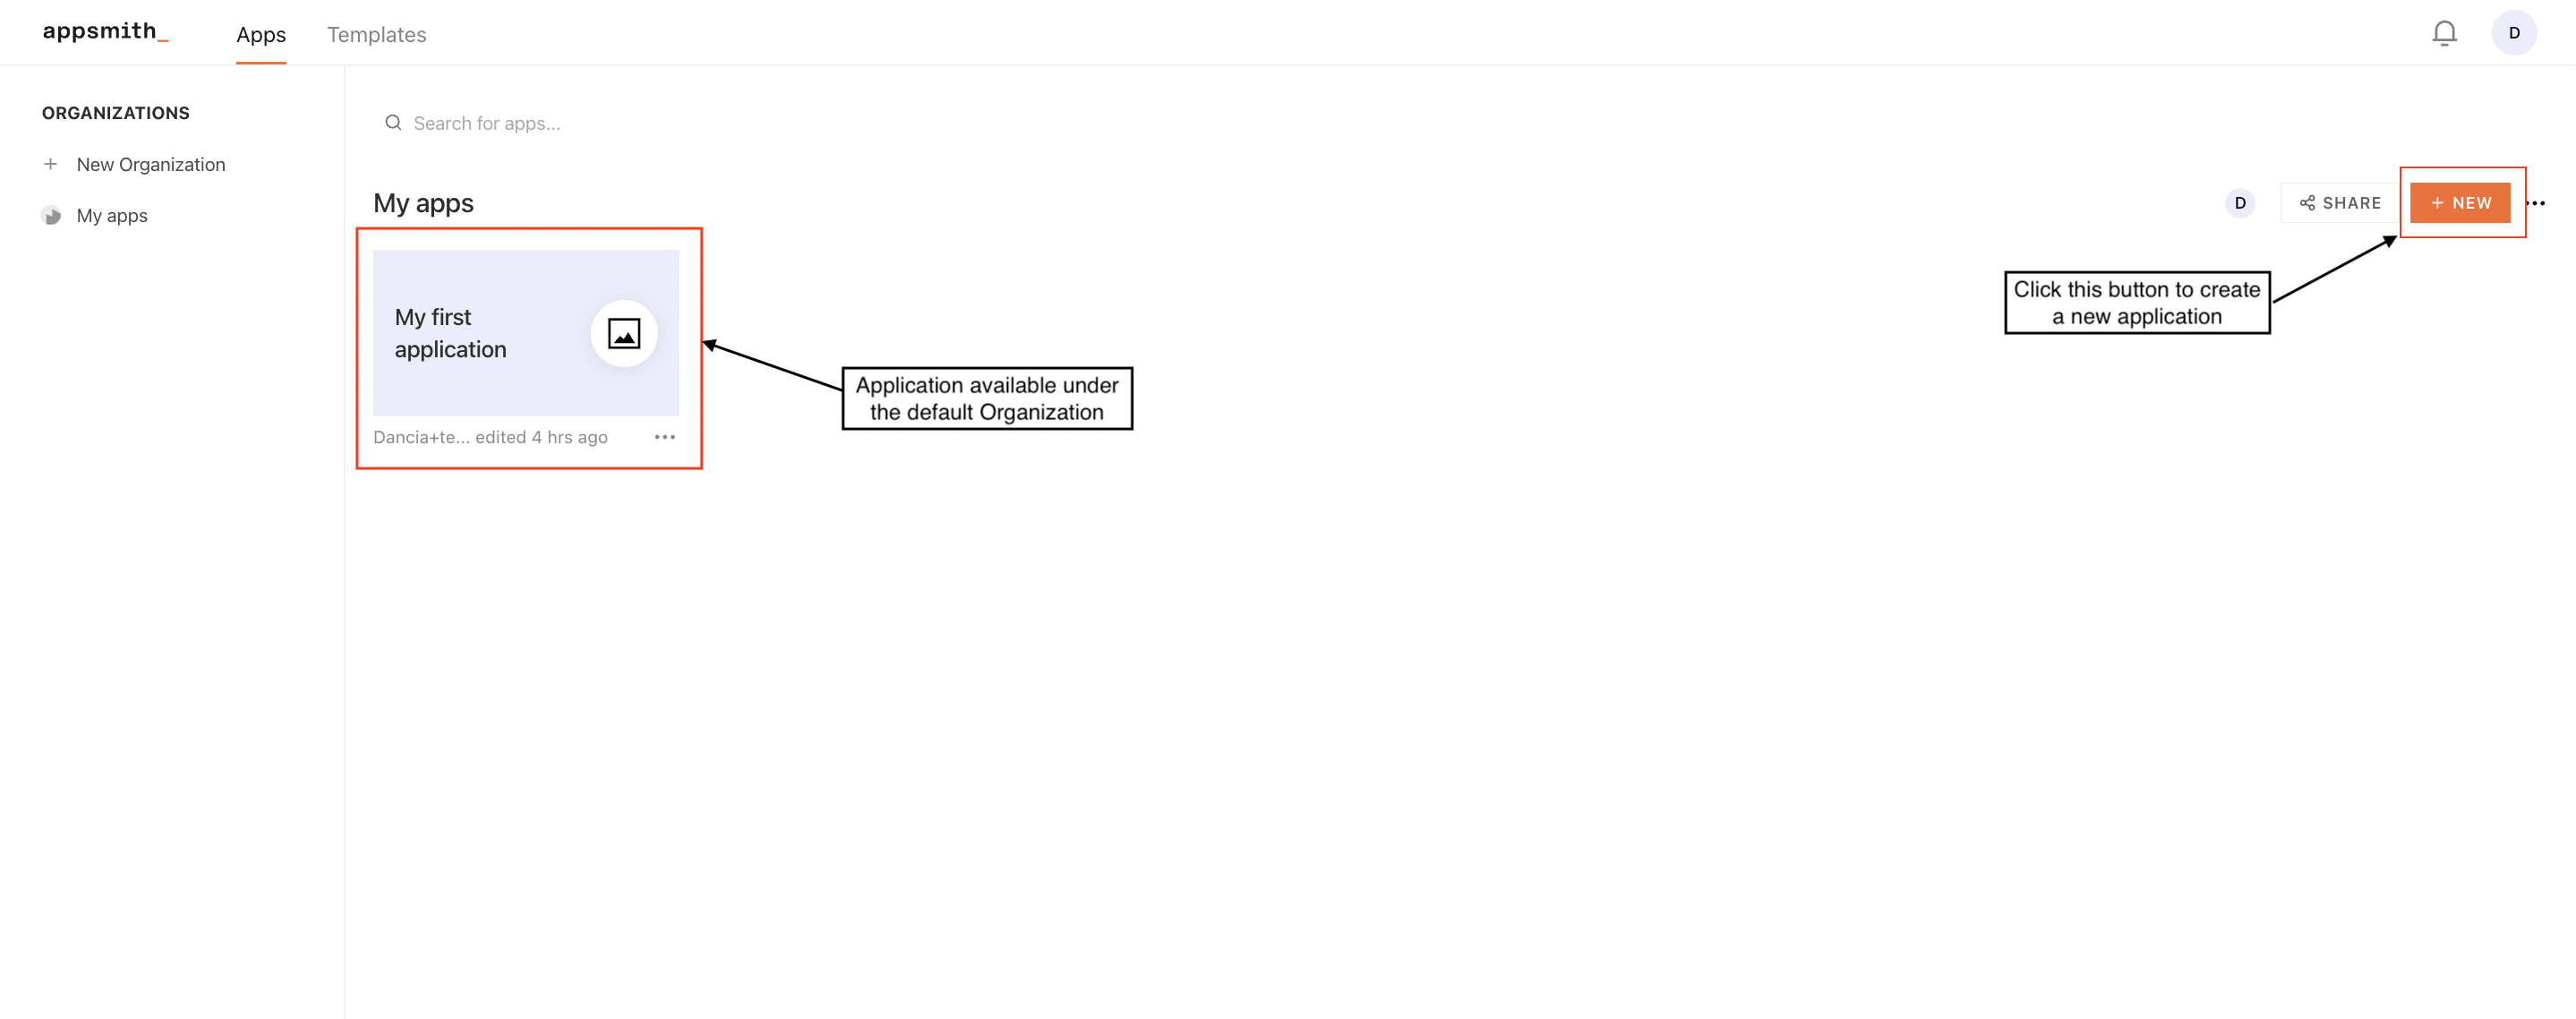 appsmith_
Apps
Templates
D
ORGANIZATIONS
+ New Organization
My apps
Search for apps...
My apps
D
SHARE
+ NEW
My first
application
Dancia+te... edited 4 hrs ago
Application available under
the default Organization
Click this button to create
a new application